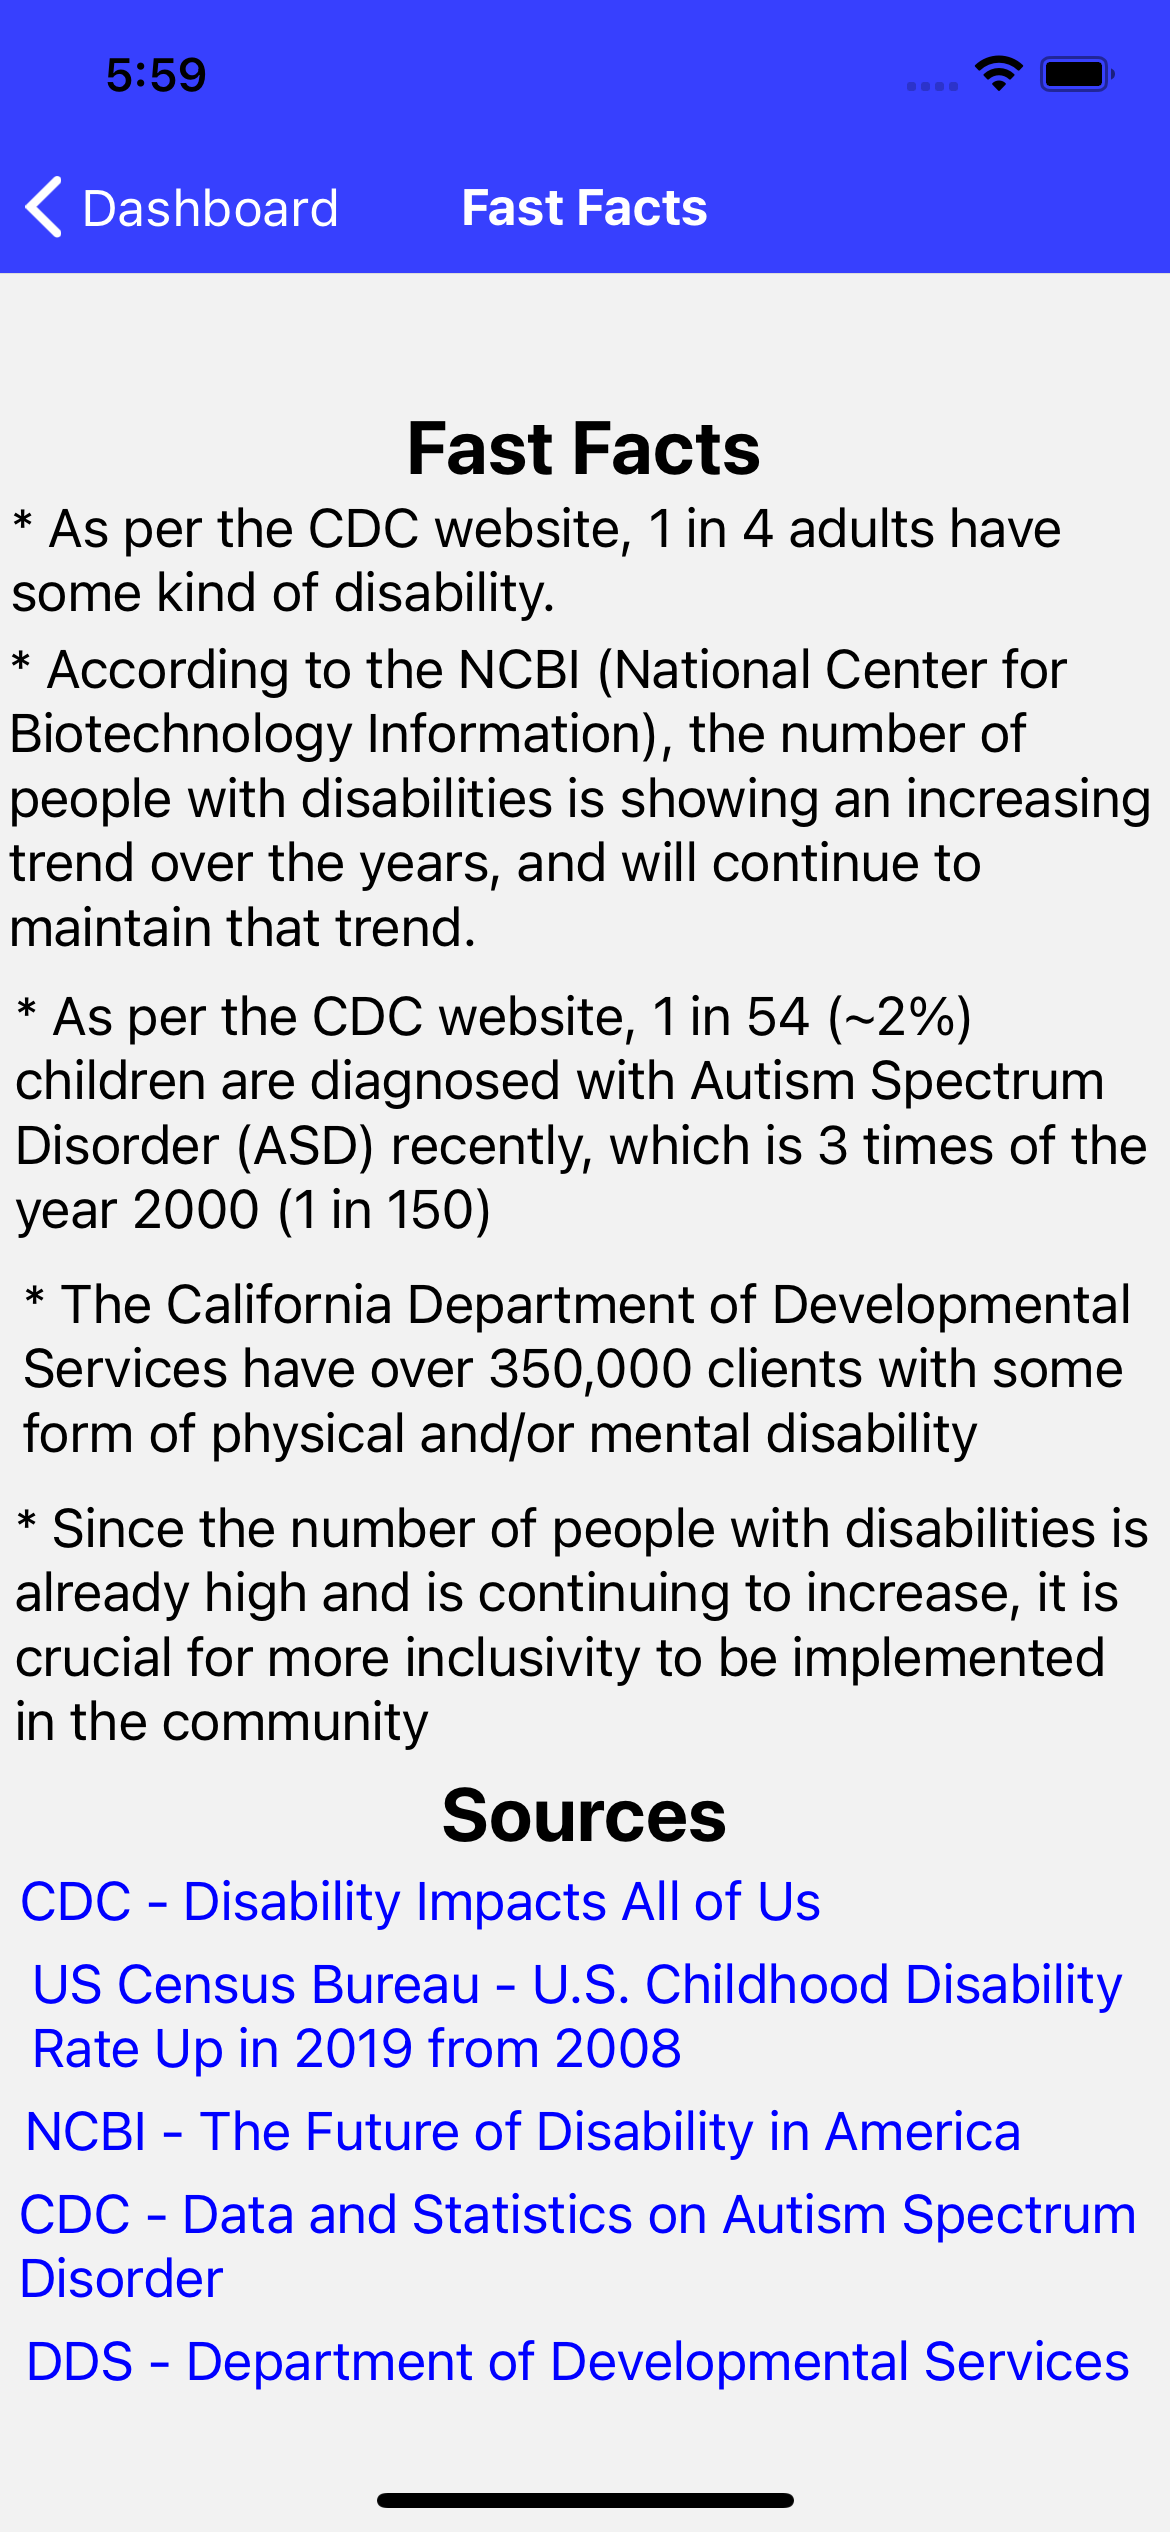 5:59
Dashboard
Fast Facts
Fast Facts
* As per the CDC website, 1 in 4 adults have
some kind of disability.
* According to the NCBI (National Center for
Biotechnology Information), the number of
people with disabilities is showing an increasing
trend over the years, and will continue to
maintain that trend.
* As per the CDC website, 1 in 54 (~2%)
children are diagnosed with Autism Spectrum
Disorder (ASD) recently, which is 3 times of the
year 2000 (1 in 150)
* The California Department of Developmental
Services have over 350,000 clients with some
form of physical and/or mental disability
* Since the number of people with disabilities is
already high and is continuing to increase, it is
crucial for more inclusivity to be implemented
in the community
Sources
CDC - Disability Impacts All of Us
US Census Bureau - U.S. Childhood Disability
Rate Up in 2019 from 2008
NCBI - The Future of Disability in America
CDC - Data and Statistics on Autism Spectrum
Disorder
DDS - Department of Developmental Services